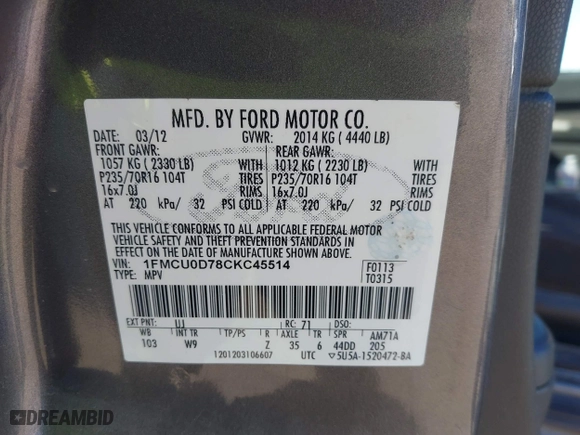 MFD. BY FORD MOTOR CO.
DATE: 03/12 GVWR: 2014 KG ( 4440 LB)
FRONT GAWR: REAR GAWR:
1057 KG ( 2330 LB) WITH 1012 KG ( 2230 LB) WITH
P235/70R16 104T TIRES P235/70R16 104T TIRES
16x7.0J RIMS 16x7.0J RIMS
AT 220 kPa/ 32 PSI COLD AT 220 kPa/ 32 PSI COLD
Ford
THIS VEHICLE CONFORMS TO ALL APPLICABLE FEDERAL MOTOR
VEHICLE SAFETY AND THEFT PREVENTION STANDARDS IN
EFFECT ON THE DATE OF MANUFACTURE SHOWN ABOVE.
VIN: 1FMCU0D78CKC45514 F0113
TYPE: MPV T0315
EXT PNT: UJ RC: 71 DSO:
WB INT TR TP/PS R AXLE TR SPR AM71A
103 W9 Z 35 6 44DD 205
1201203106607 UTC ▽5U5A-1520472-BA
DREAMBID